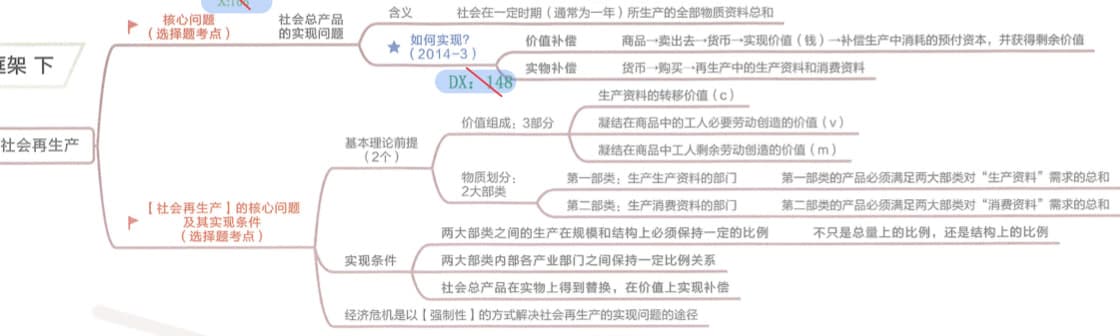 核心问题
（选择题考点）
社会总产品
的实现问题
含义 社会在一定时期（通常为一年）所生产的全部物质资料总和
如何实现？
（2014-3）
价值补偿 商品→卖出去→货币→实现价值（钱）→补偿生产中消耗的预付资本，并获得剩余价值
实物补偿 货币→购买→再生产中的生产资料和消费资料
DX：148
框架 下
社会再生产
【社会再生产】的核心问题
及其实现条件
（选择题考点）
基本理论前提
（2个）
价值组成：3部分
生产资料的转移价值（c）
凝结在商品中的工人必要劳动创造的价值（v）
凝结在商品中工人剩余劳动创造的价值（m）
物质划分：
2大部类
第一部类：生产生产资料的部门 第一部类的产品必须满足两大部类对“生产资料”需求的总和
第二部类：生产消费资料的部门 第二部类的产品必须满足两大部类对“消费资料”需求的总和
实现条件
两大部类之间的生产在规模和结构上必须保持一定的比例 不只是总量上的比例，还是结构上的比例
两大部类内部各产业部门之间保持一定比例关系
社会总产品在实物上得到替换，在价值上实现补偿
经济危机是以【强制性】的方式解决社会再生产的实现问题的途径